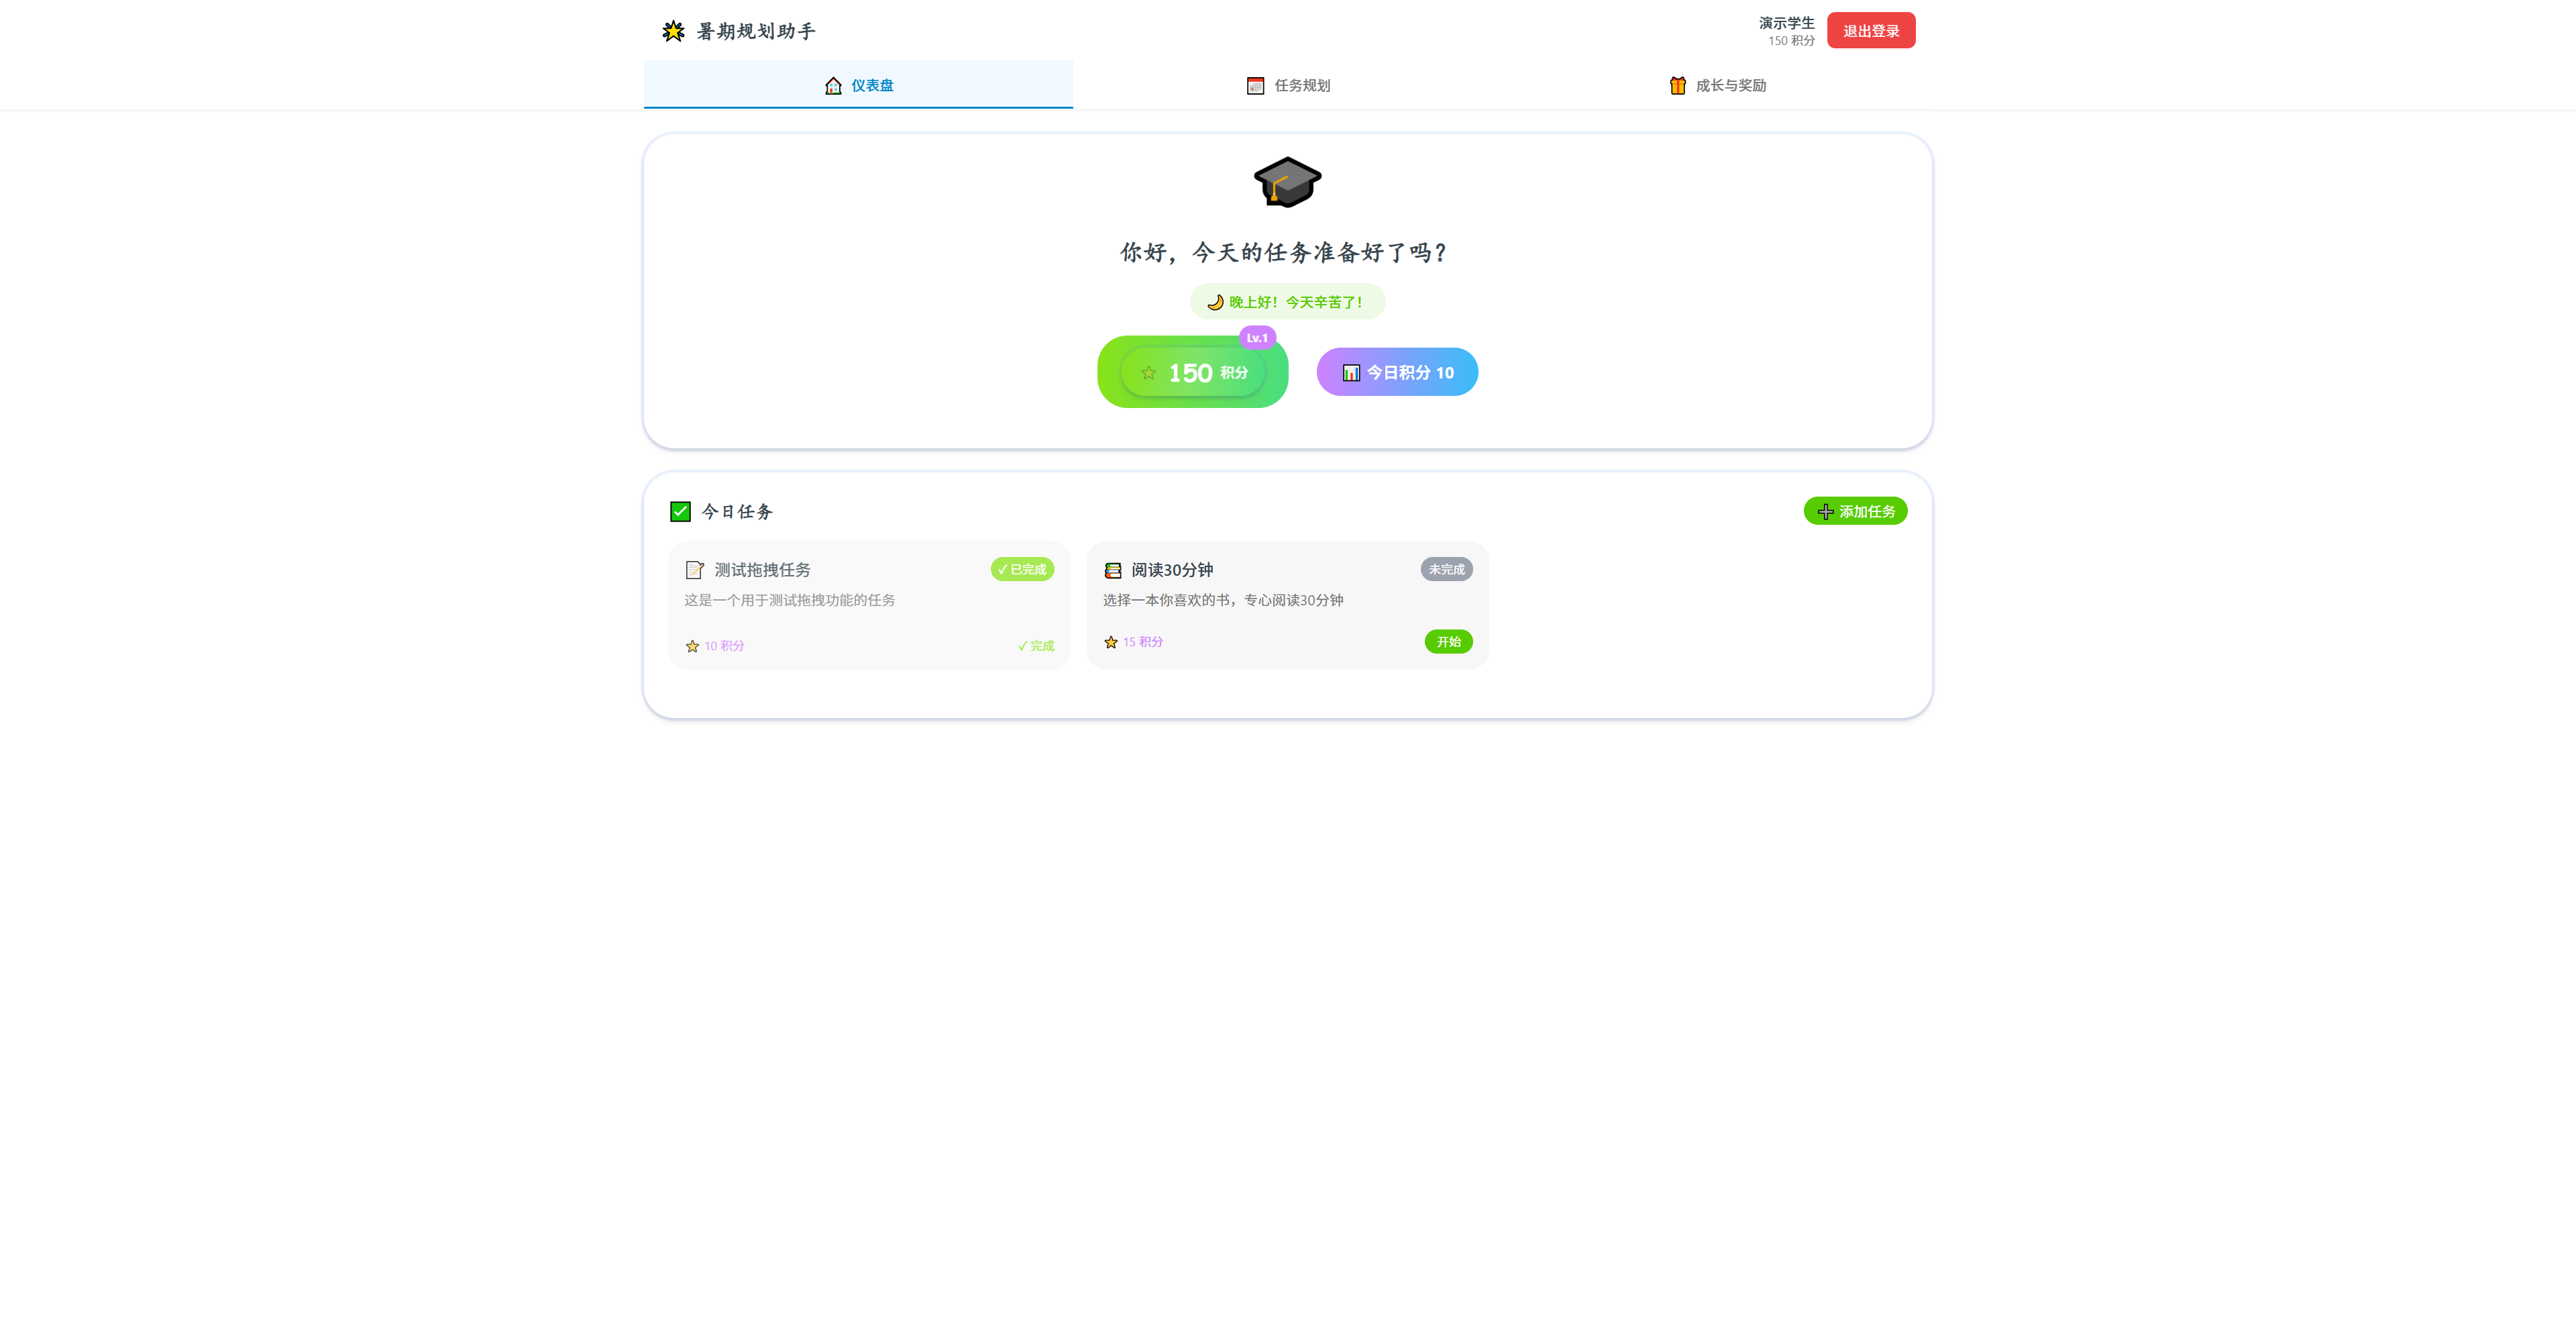 暑期规划助手
演示学生
150 积分
退出登录
仪表盘
任务规划
成长与奖励
你好，今天的任务准备好了吗？
晚上好！今天辛苦了！
Lv.1
150 积分
今日积分 10
今日任务
添加任务
测试拖拽任务
✓ 已完成
这是一个用于测试拖拽功能的任务
10 积分
✓ 完成
阅读30分钟
未完成
选择一本你喜欢的书，专心阅读30分钟
15 积分
开始